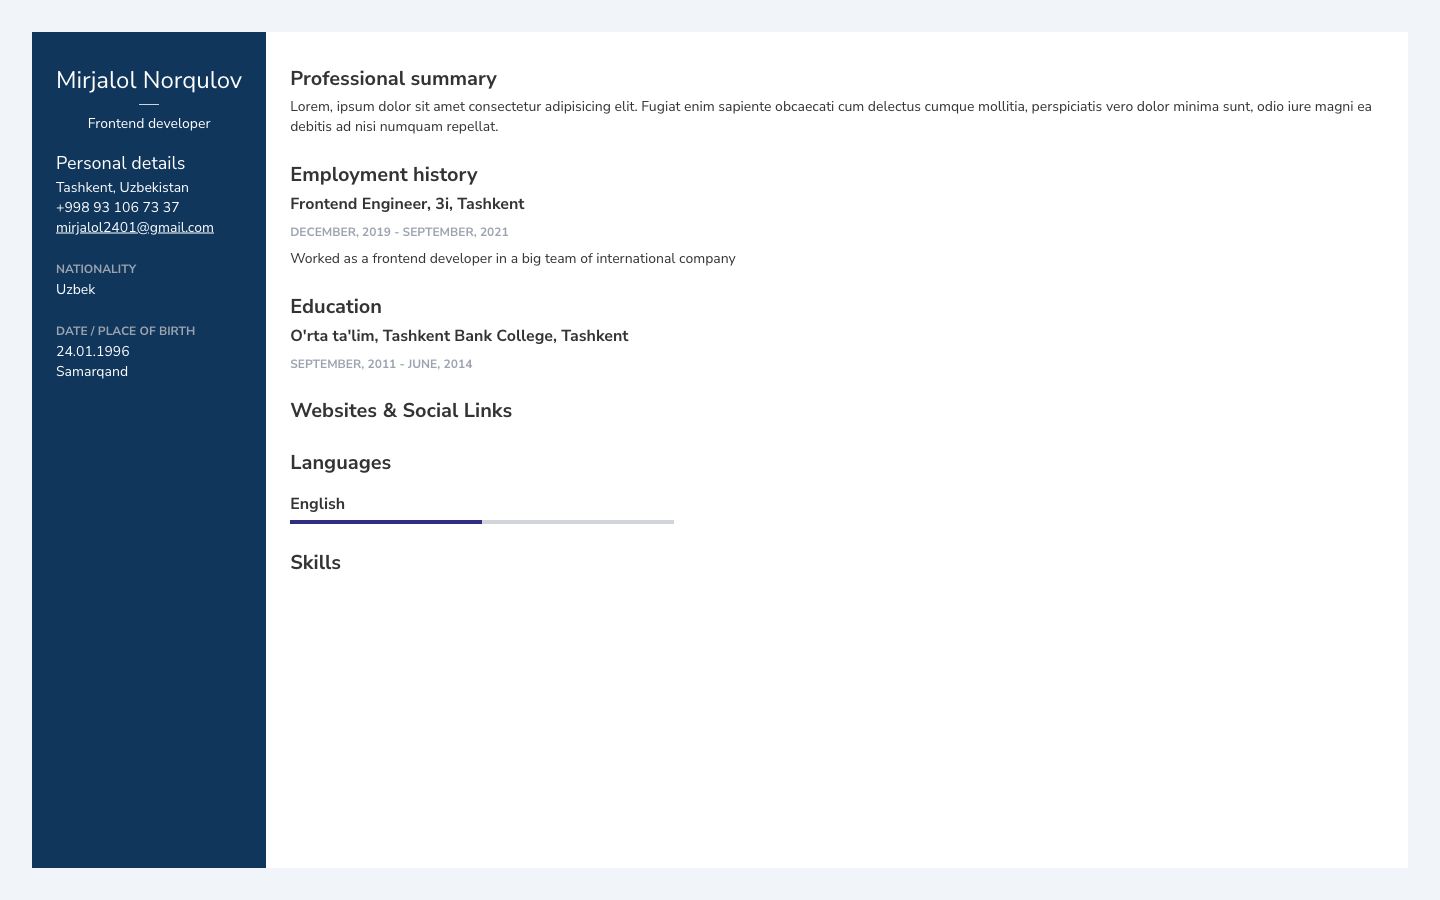 Mirjalol Norqulov
Frontend developer
Personal details
Tashkent, Uzbekistan
+998 93 106 73 37
mirjalol2401@gmail.com
NATIONALITY
Uzbek
DATE / PLACE OF BIRTH
24.01.1996
Samarqand
Professional summary
Lorem, ipsum dolor sit amet consectetur adipisicing elit. Fugiat enim sapiente obcaecati cum delectus cumque mollitia, perspiciatis vero dolor minima sunt, odio iure magni ea
debitis ad nisi numquam repellat.
Employment history
Frontend Engineer, 3i, Tashkent
DECEMBER, 2019 - SEPTEMBER, 2021
Worked as a frontend developer in a big team of international company
Education
O'rta ta'lim, Tashkent Bank College, Tashkent
SEPTEMBER, 2011 - JUNE, 2014
Websites & Social Links
Languages
English
Skills